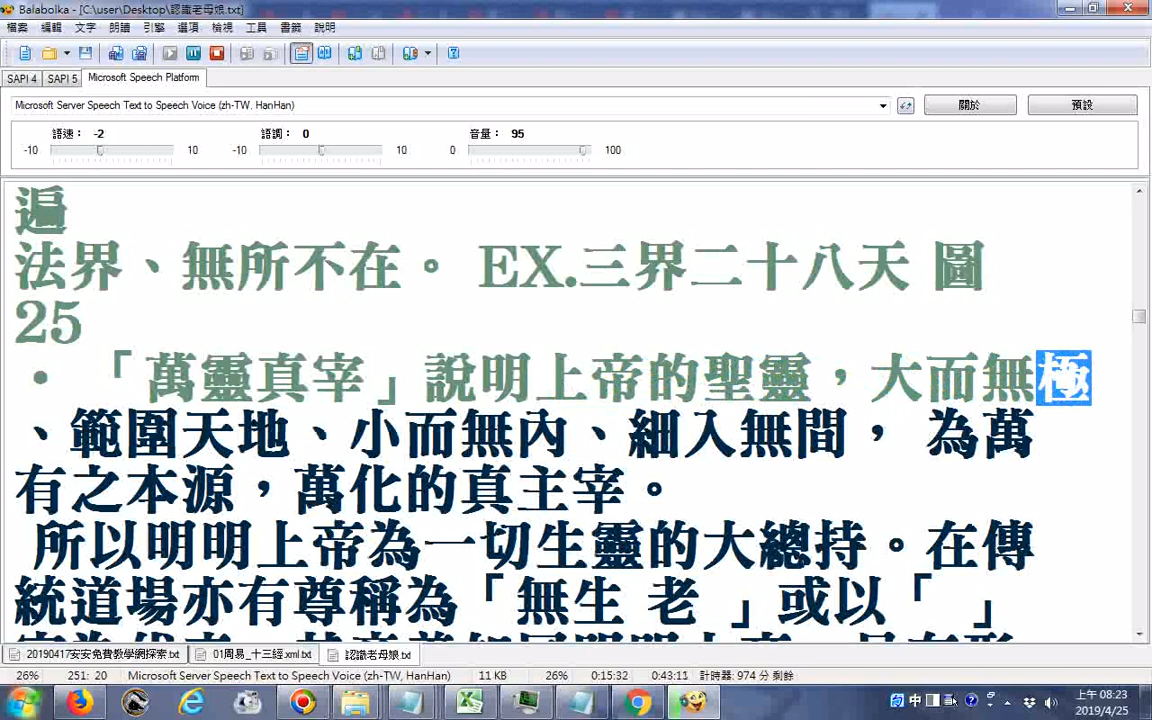 Balabolka - [C:\user\Desktop\認識老母娘.txt]
檔案 編輯 文字 朗讀 引擎 選項 檢視 工具 書籤 說明
SAPI 4 SAPI 5 Microsoft Speech Platform
Microsoft Server Speech Text to Speech Voice (zh-TW, HanHan)
關於 預設
語速： -2 語調： 0 音量： 95
-10 10 -10 10 0 100
遍
法界、無所不在。 EX.三界二十八天 圖
25
• 「萬靈真宰」說明上帝的聖靈，大而無極
、範圍天地、小而無內、細入無間， 為萬
有之本源，萬化的真主宰。
所以明明上帝為一切生靈的大總持。在傳
統道場亦有尊稱為「無生 老 」或以「 」
20190417安安免費教學網探索.txt 01周易_十三經.xml.txt 認識老母娘.txt
26% 251: 20 Microsoft Server Speech Text to Speech Voice (zh-TW, HanHan) 11 KB 26% 0:15:32 0:43:11 計時器: 974 分 剩餘
中
上午 08:23
2019/4/25